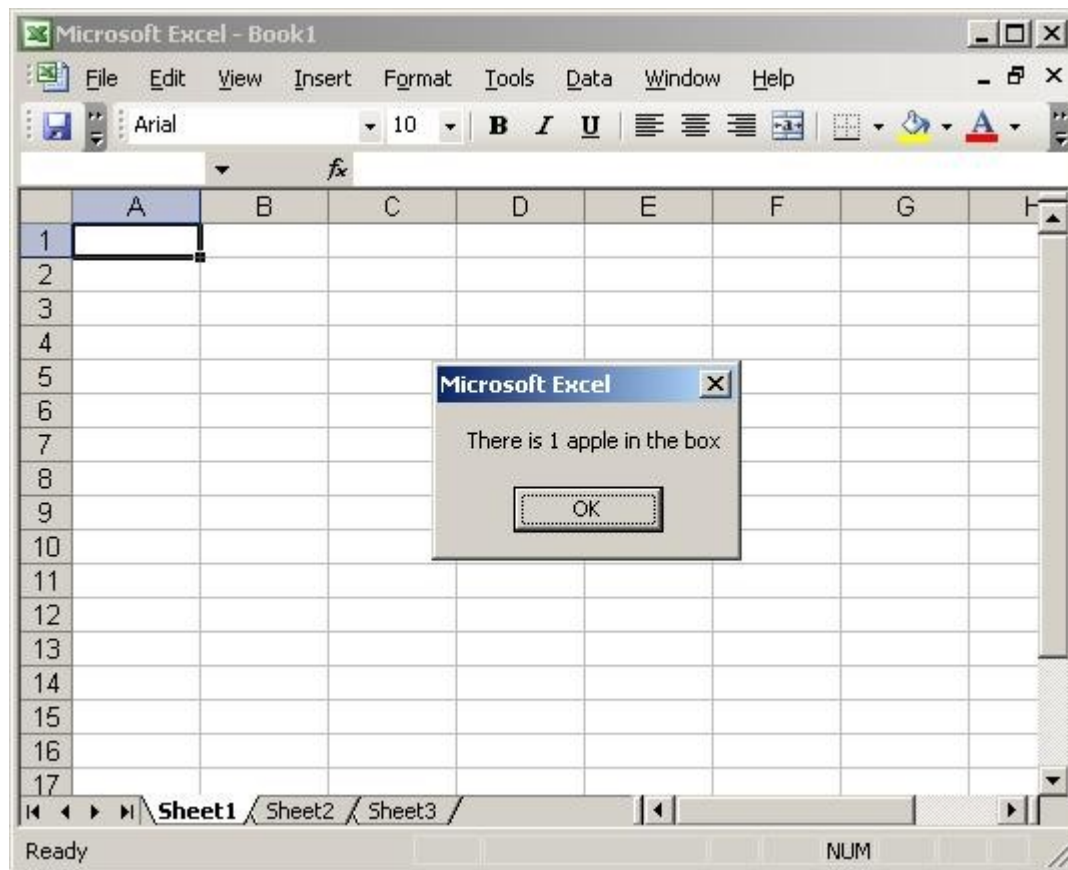 Microsoft Excel - Book1
File Edit View Insert Format Tools Data Window Help
Arial 10 B I U A
fx
A B C D E F G H
1
2
3
4
5
Microsoft Excel
6
7
There is 1 apple in the box
8
9
OK
10
11
12
13
14
15
16
17
Sheet1 Sheet2 Sheet3
Ready NUM